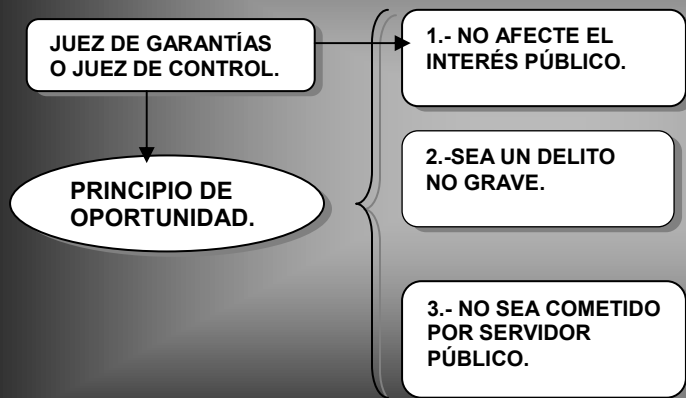 JUEZ DE GARANTÍAS
O JUEZ DE CONTROL.
PRINCIPIO DE
OPORTUNIDAD.
1.- NO AFECTE EL
INTERÉS PÚBLICO.
2.-SEA UN DELITO
NO GRAVE.
3.- NO SEA COMETIDO
POR SERVIDOR
PÚBLICO.